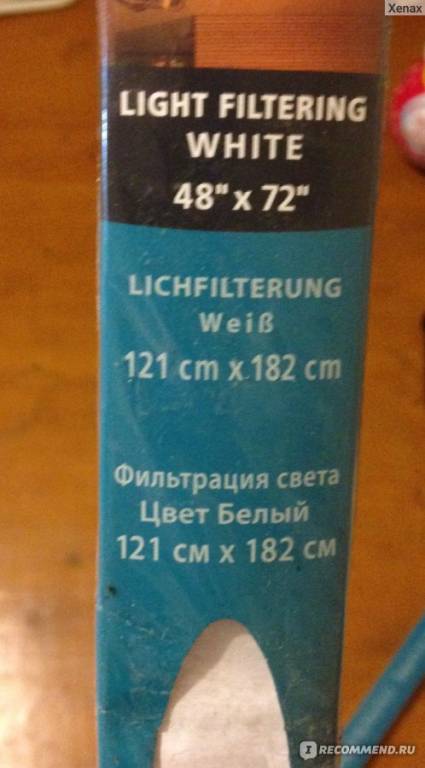 Xenax
LIGHT FILTERING
WHITE
48" x 72"
LICHFILTERUNG
Weiß
121 cm x 182 cm
Фильтрация света
Цвет Белый
121 см x 182 см
IRECOMMEND.RU